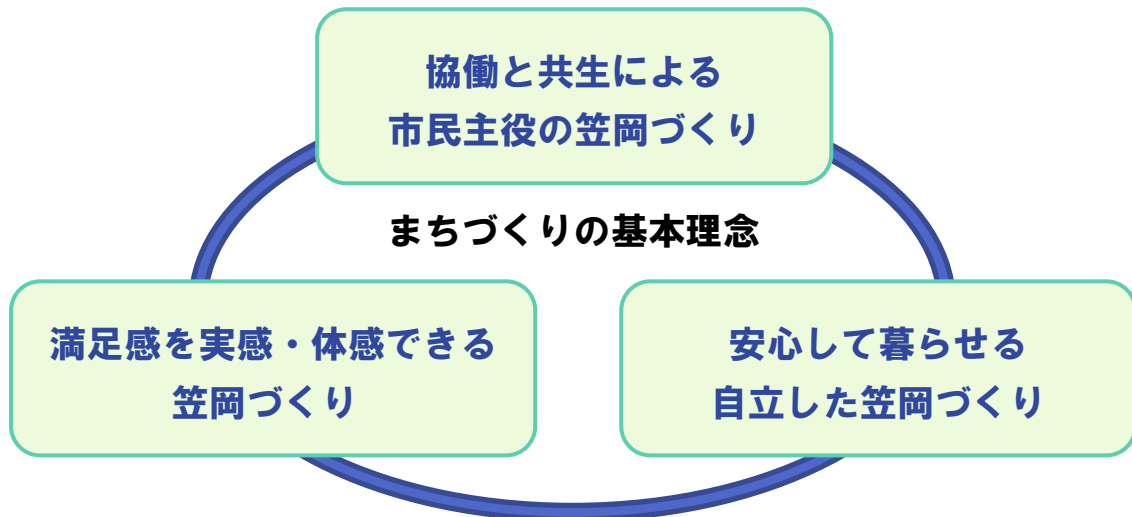 協働と共生による
市民主役の笠岡づくり
まちづくりの基本理念
満足感を実感・体感できる
笠岡づくり
安心して暮らせる
自立した笠岡づくり